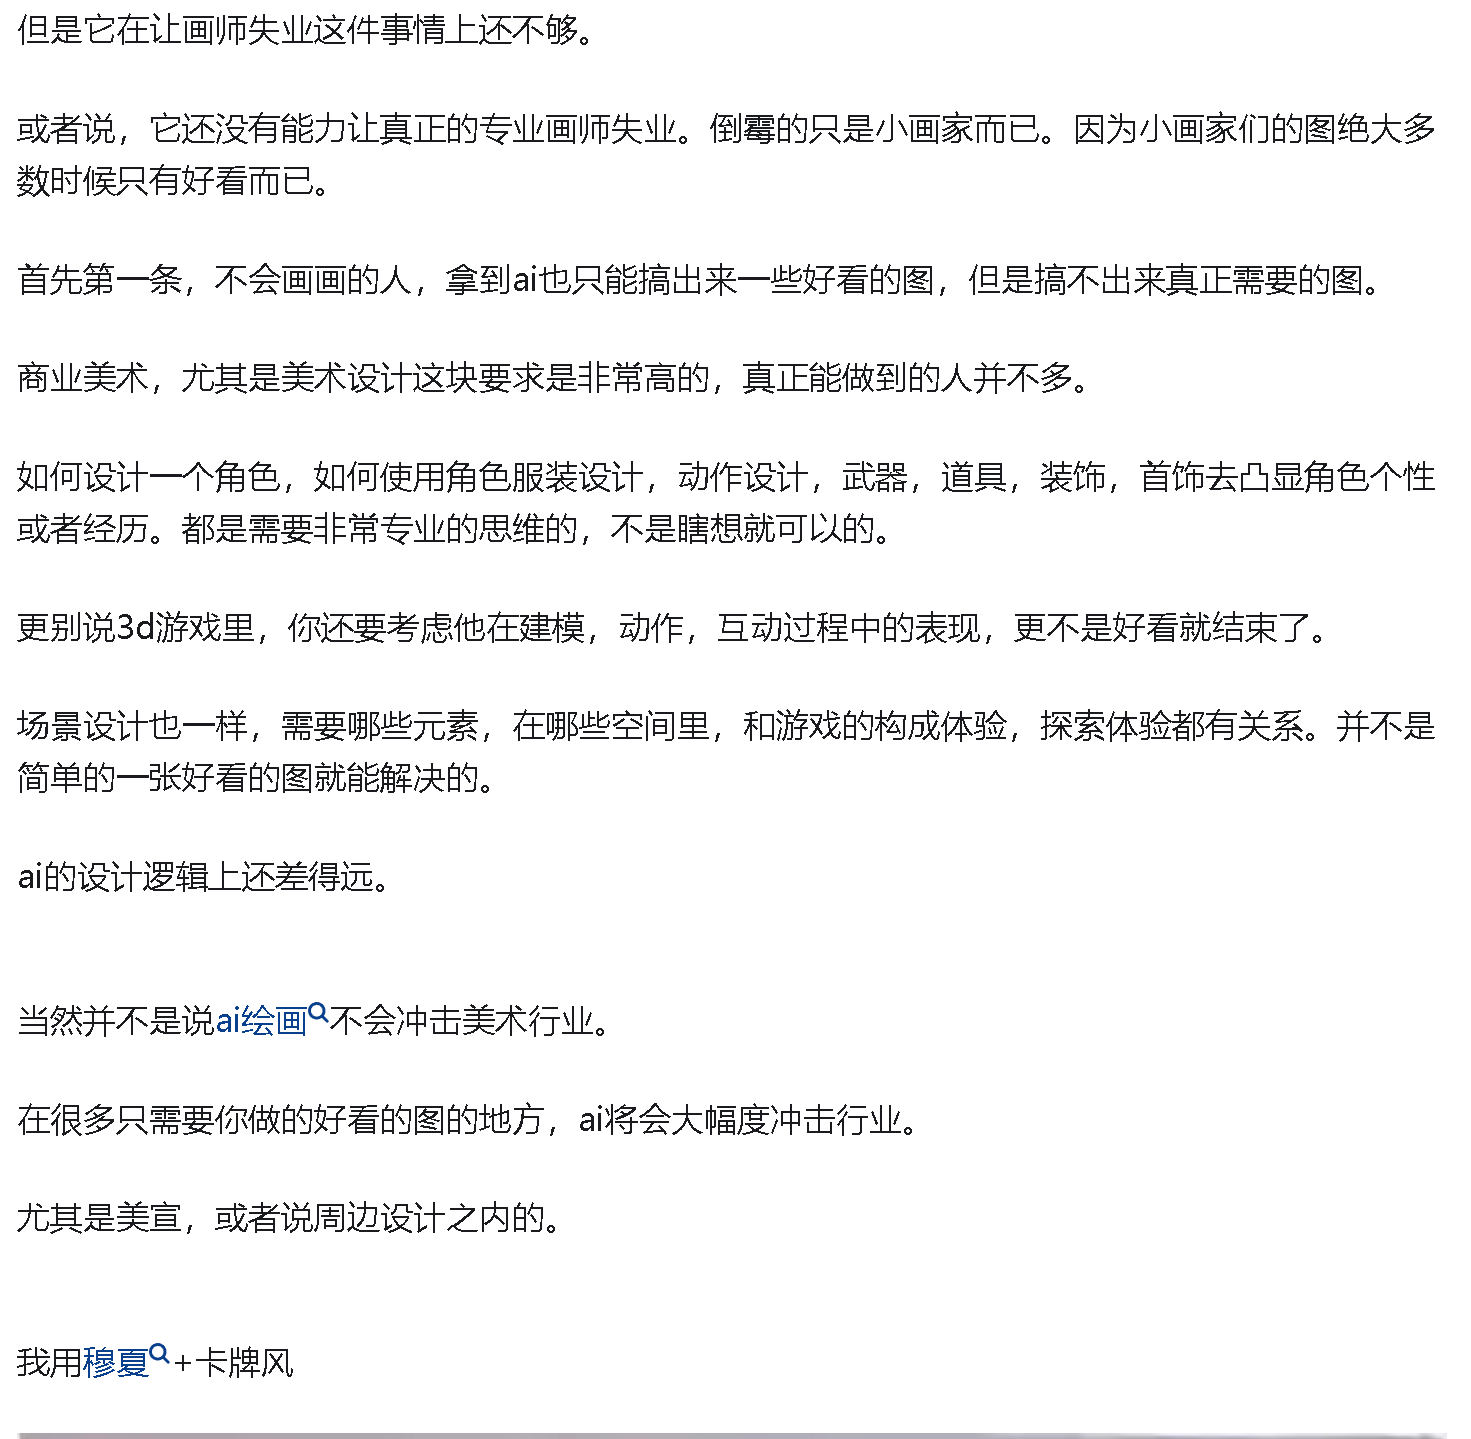 但是它在让画师失业这件事情上还不够。
或者说，它还没有能力让真正的专业画师失业。倒霉的只是小画家而已。因为小画家们的图绝大多
数时候只有好看而已。
首先第一条，不会画画的人，拿到ai也只能搞出来一些好看的图，但是搞不出来真正需要的图。
商业美术，尤其是美术设计这块要求是非常高的，真正能做到的人并不多。
如何设计一个角色，如何使用角色服装设计，动作设计，武器，道具，装饰，首饰去凸显角色个性
或者经历。都是需要非常专业的思维的，不是瞎想就可以的。
更别说3d游戏里，你还要考虑他在建模，动作，互动过程中的表现，更不是好看就结束了。
场景设计也一样，需要哪些元素，在哪些空间里，和游戏的构成体验，探索体验都有关系。并不是
简单的一张好看的图就能解决的。
ai的设计逻辑上还差得远。
当然并不是说ai绘画不会冲击美术行业。
在很多只需要你做的好看的图的地方，ai将会大幅度冲击行业。
尤其是美宣，或者说周边设计之内的。
我用穆夏+卡牌风